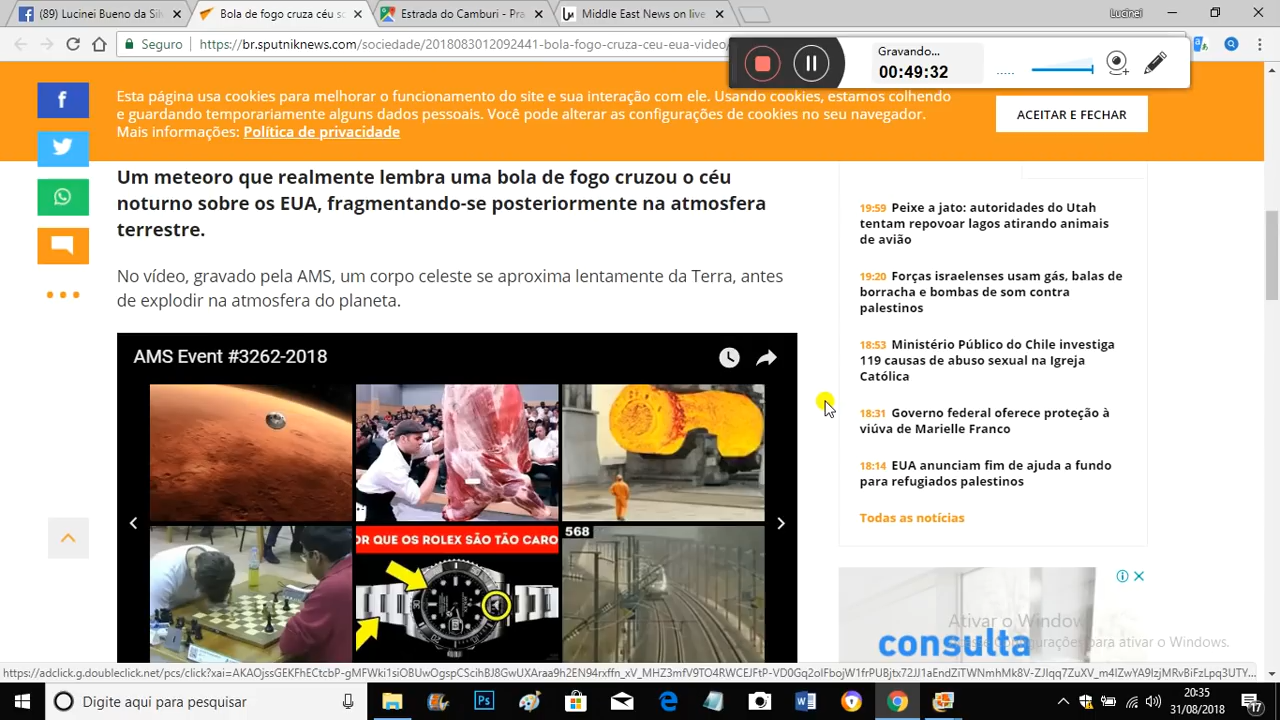 (89) Lucinei Bueno da Silv
Bola de fogo cruza céu so
Estrada do Camburi - Pra
Middle East News on live
Lucinei
Seguro
https://br.sputniknews.com/sociedade/2018083012092441-bola-fogo-cruza-ceu-eua-video/
Gravando...
00:49:32
Esta página usa cookies para melhorar o funcionamento do site e sua interação com ele. Usando cookies, estamos colhendo
e guardando temporariamente alguns dados pessoais. Você pode alterar as configurações de cookies no seu navegador.
Mais informações: Política de privacidade
ACEITAR E FECHAR
Um meteoro que realmente lembra uma bola de fogo cruzou o céu
noturno sobre os EUA, fragmentando-se posteriormente na atmosfera
terrestre.
No vídeo, gravado pela AMS, um corpo celeste se aproxima lentamente da Terra, antes
de explodir na atmosfera do planeta.
AMS Event #3262-2018
OR QUE OS ROLEX SÃO TÃO CARO
568
19:59 Peixe a jato: autoridades do Utah
tentam repovoar lagos atirando animais
de avião
19:20 Forças israelenses usam gás, balas de
borracha e bombas de som contra
palestinos
18:53 Ministério Público do Chile investiga
119 causas de abuso sexual na Igreja
Católica
18:31 Governo federal oferece proteção à
viúva de Marielle Franco
18:14 EUA anunciam fim de ajuda a fundo
para refugiados palestinos
Todas as notícias
consulta
Ativar o Windows
configurações para ativar o Windows.
Digite aqui para pesquisar
20:35
31/08/2018
17